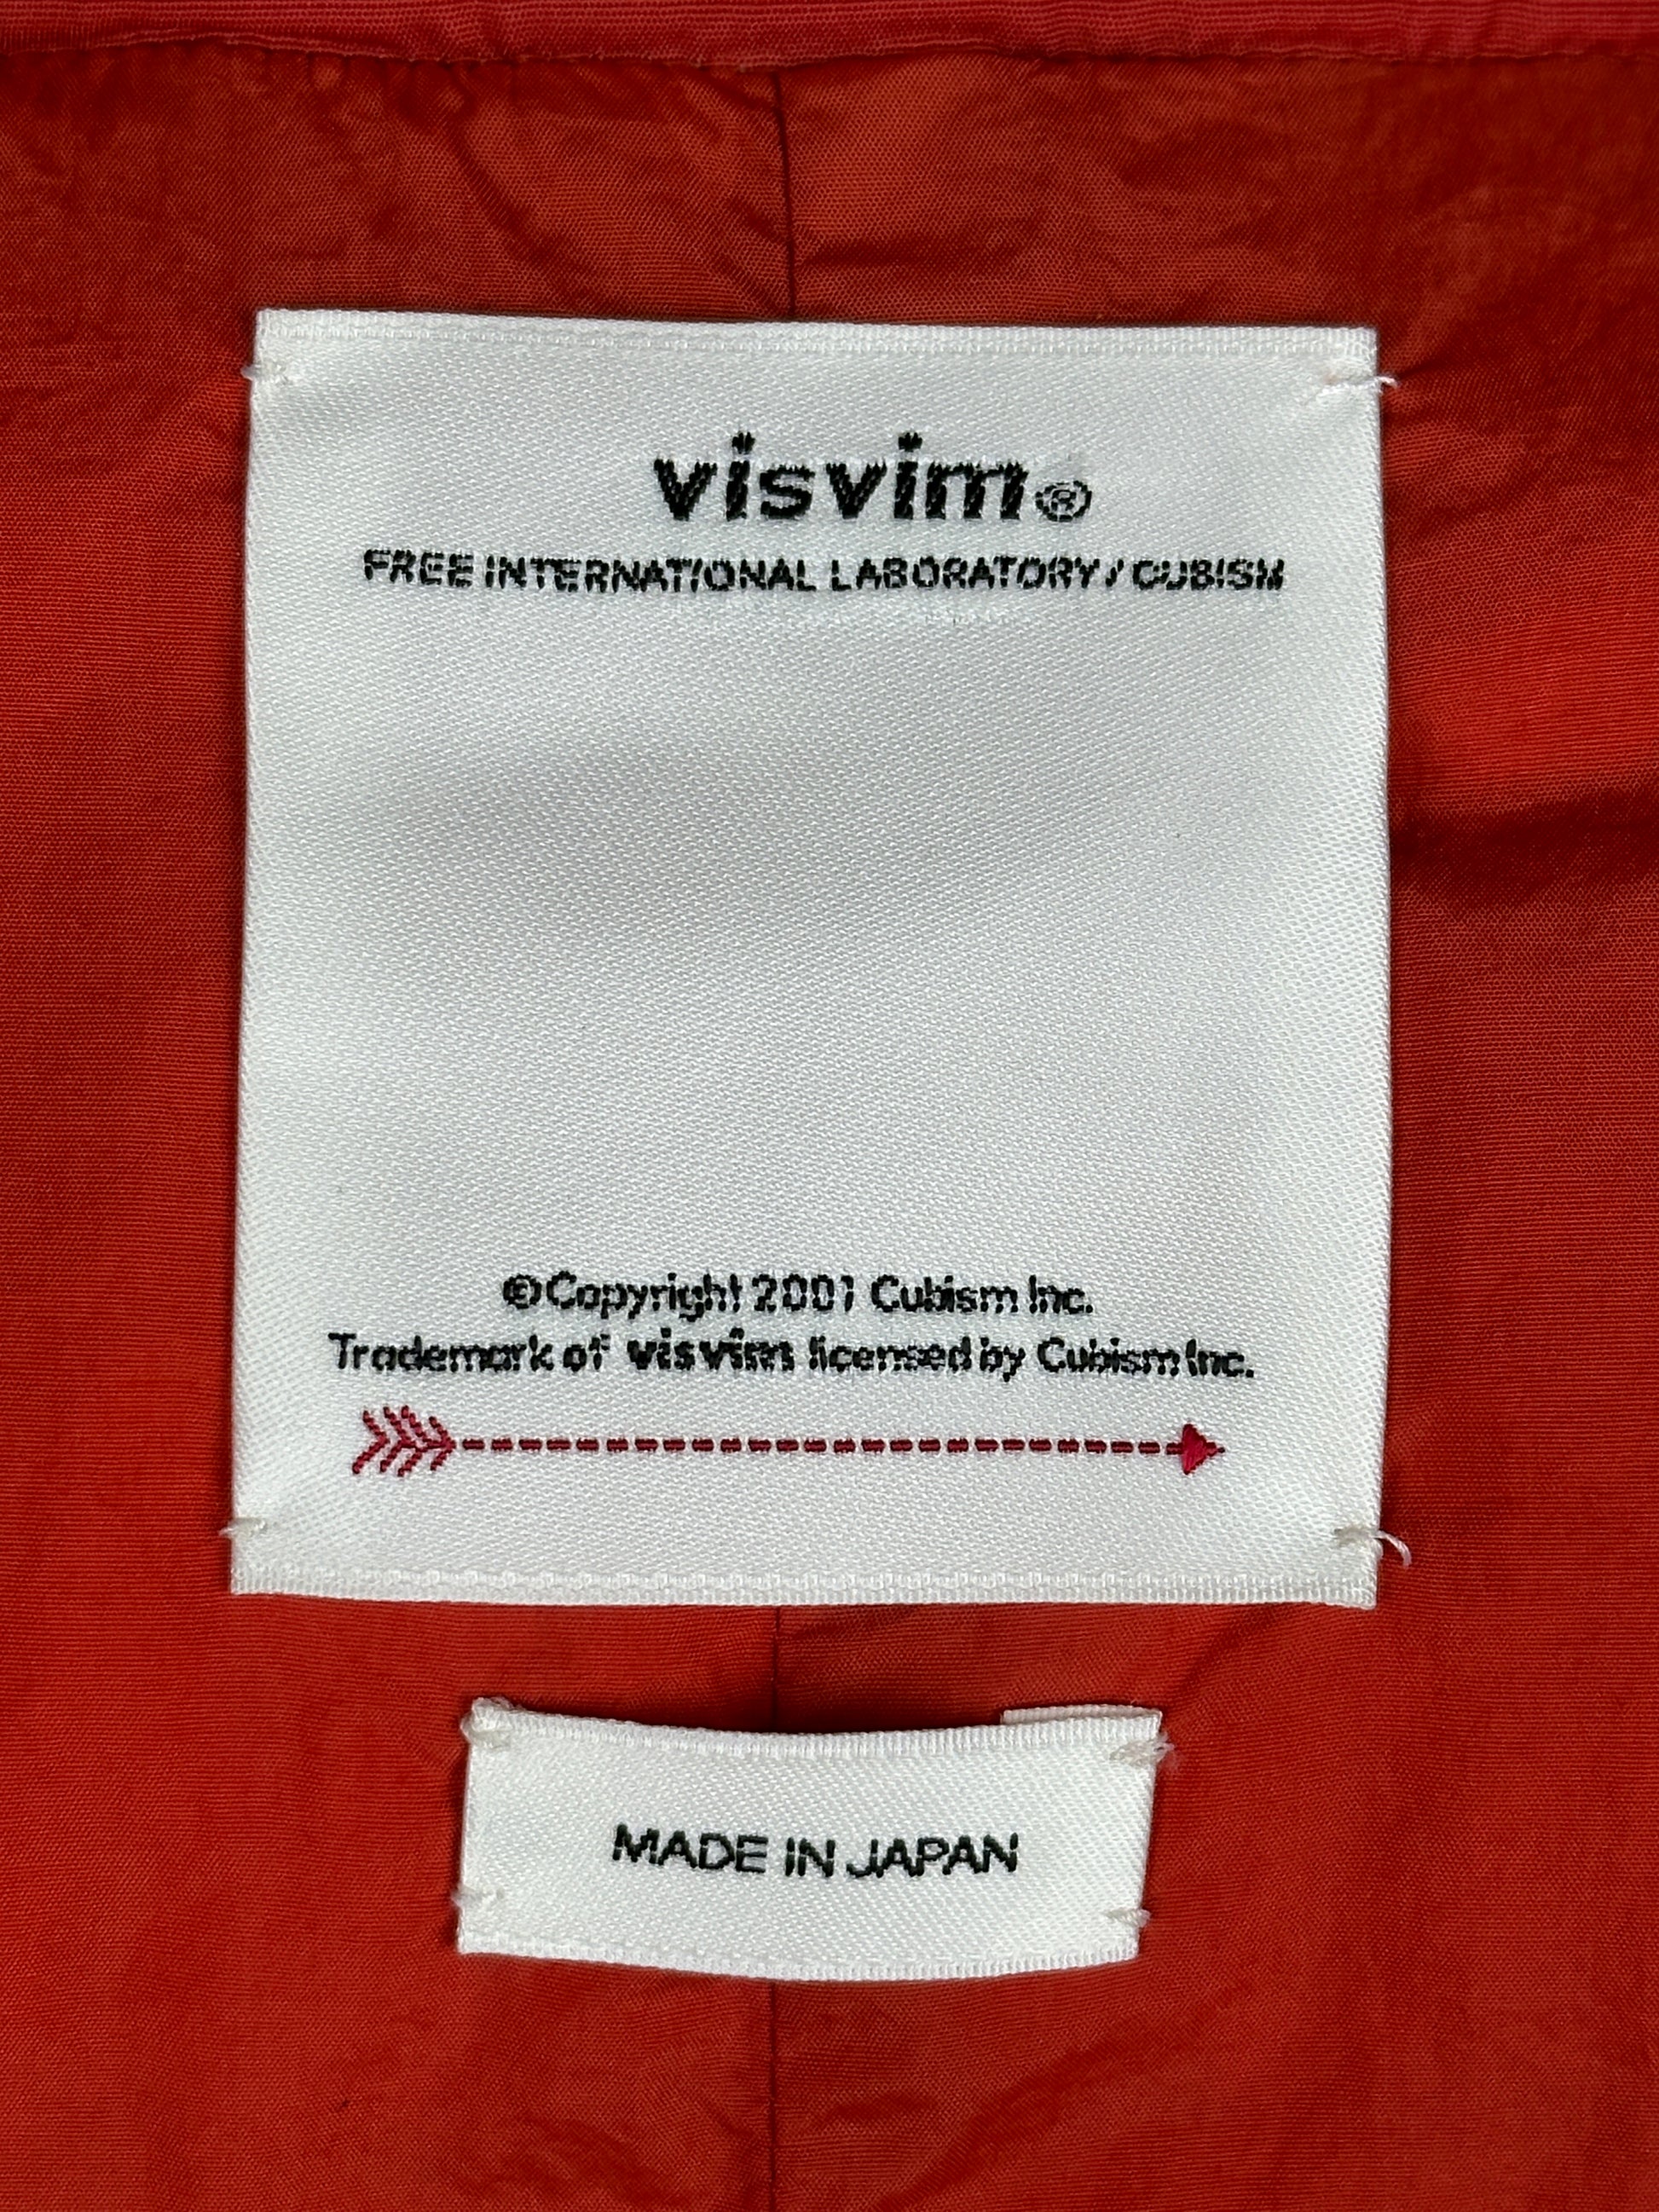 visvim®
FREE INTERNATIONAL LABORATORY / CUBISM
©Copyright 2001 Cubism Inc.
Trademark of visvim licensed by Cubism Inc.
MADE IN JAPAN